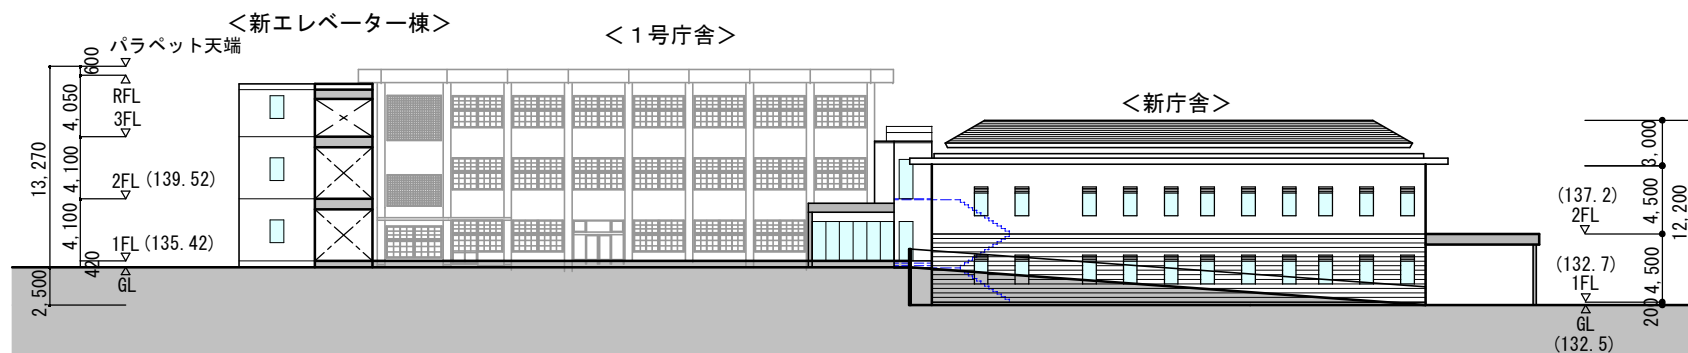 ＜新エレベーター棟＞
＜１号庁舎＞
パラペット天端
600
RFL
4,050
3FL
13,270
4,100
2FL (139.52)
4,100
1FL (135.42)
420
GL
2,500
＜新庁舎＞
3,000
(137.2)
2FL
4,500
12,200
(132.7)
1FL
4,500
200
GL
(132.5)